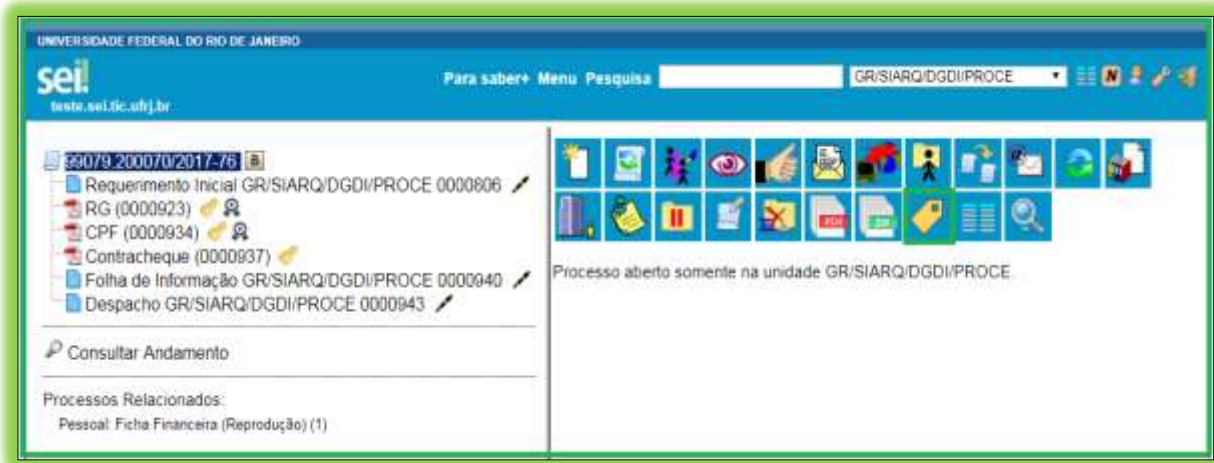 UNIVERSIDADE FEDERAL DO RIO DE JANEIRO
sei!
teste.sei.tic.ufrj.br
Para saber+ Menu Pesquisa
GR/SIARQ/DGDI/PROCE
99079.200070/2017-76
Requerimento Inicial GR/SIARQ/DGDI/PROCE 0000806
RG (0000923)
CPF (0000934)
Contracheque (0000937)
Folha de Informação GR/SIARQ/DGDI/PROCE 0000940
Despacho GR/SIARQ/DGDI/PROCE 0000943
Consultar Andamento
Processos Relacionados:
Pessoal: Ficha Financeira (Reprodução) (1)
N
PDF
ZIP
Processo aberto somente na unidade GR/SIARQ/DGDI/PROCE.